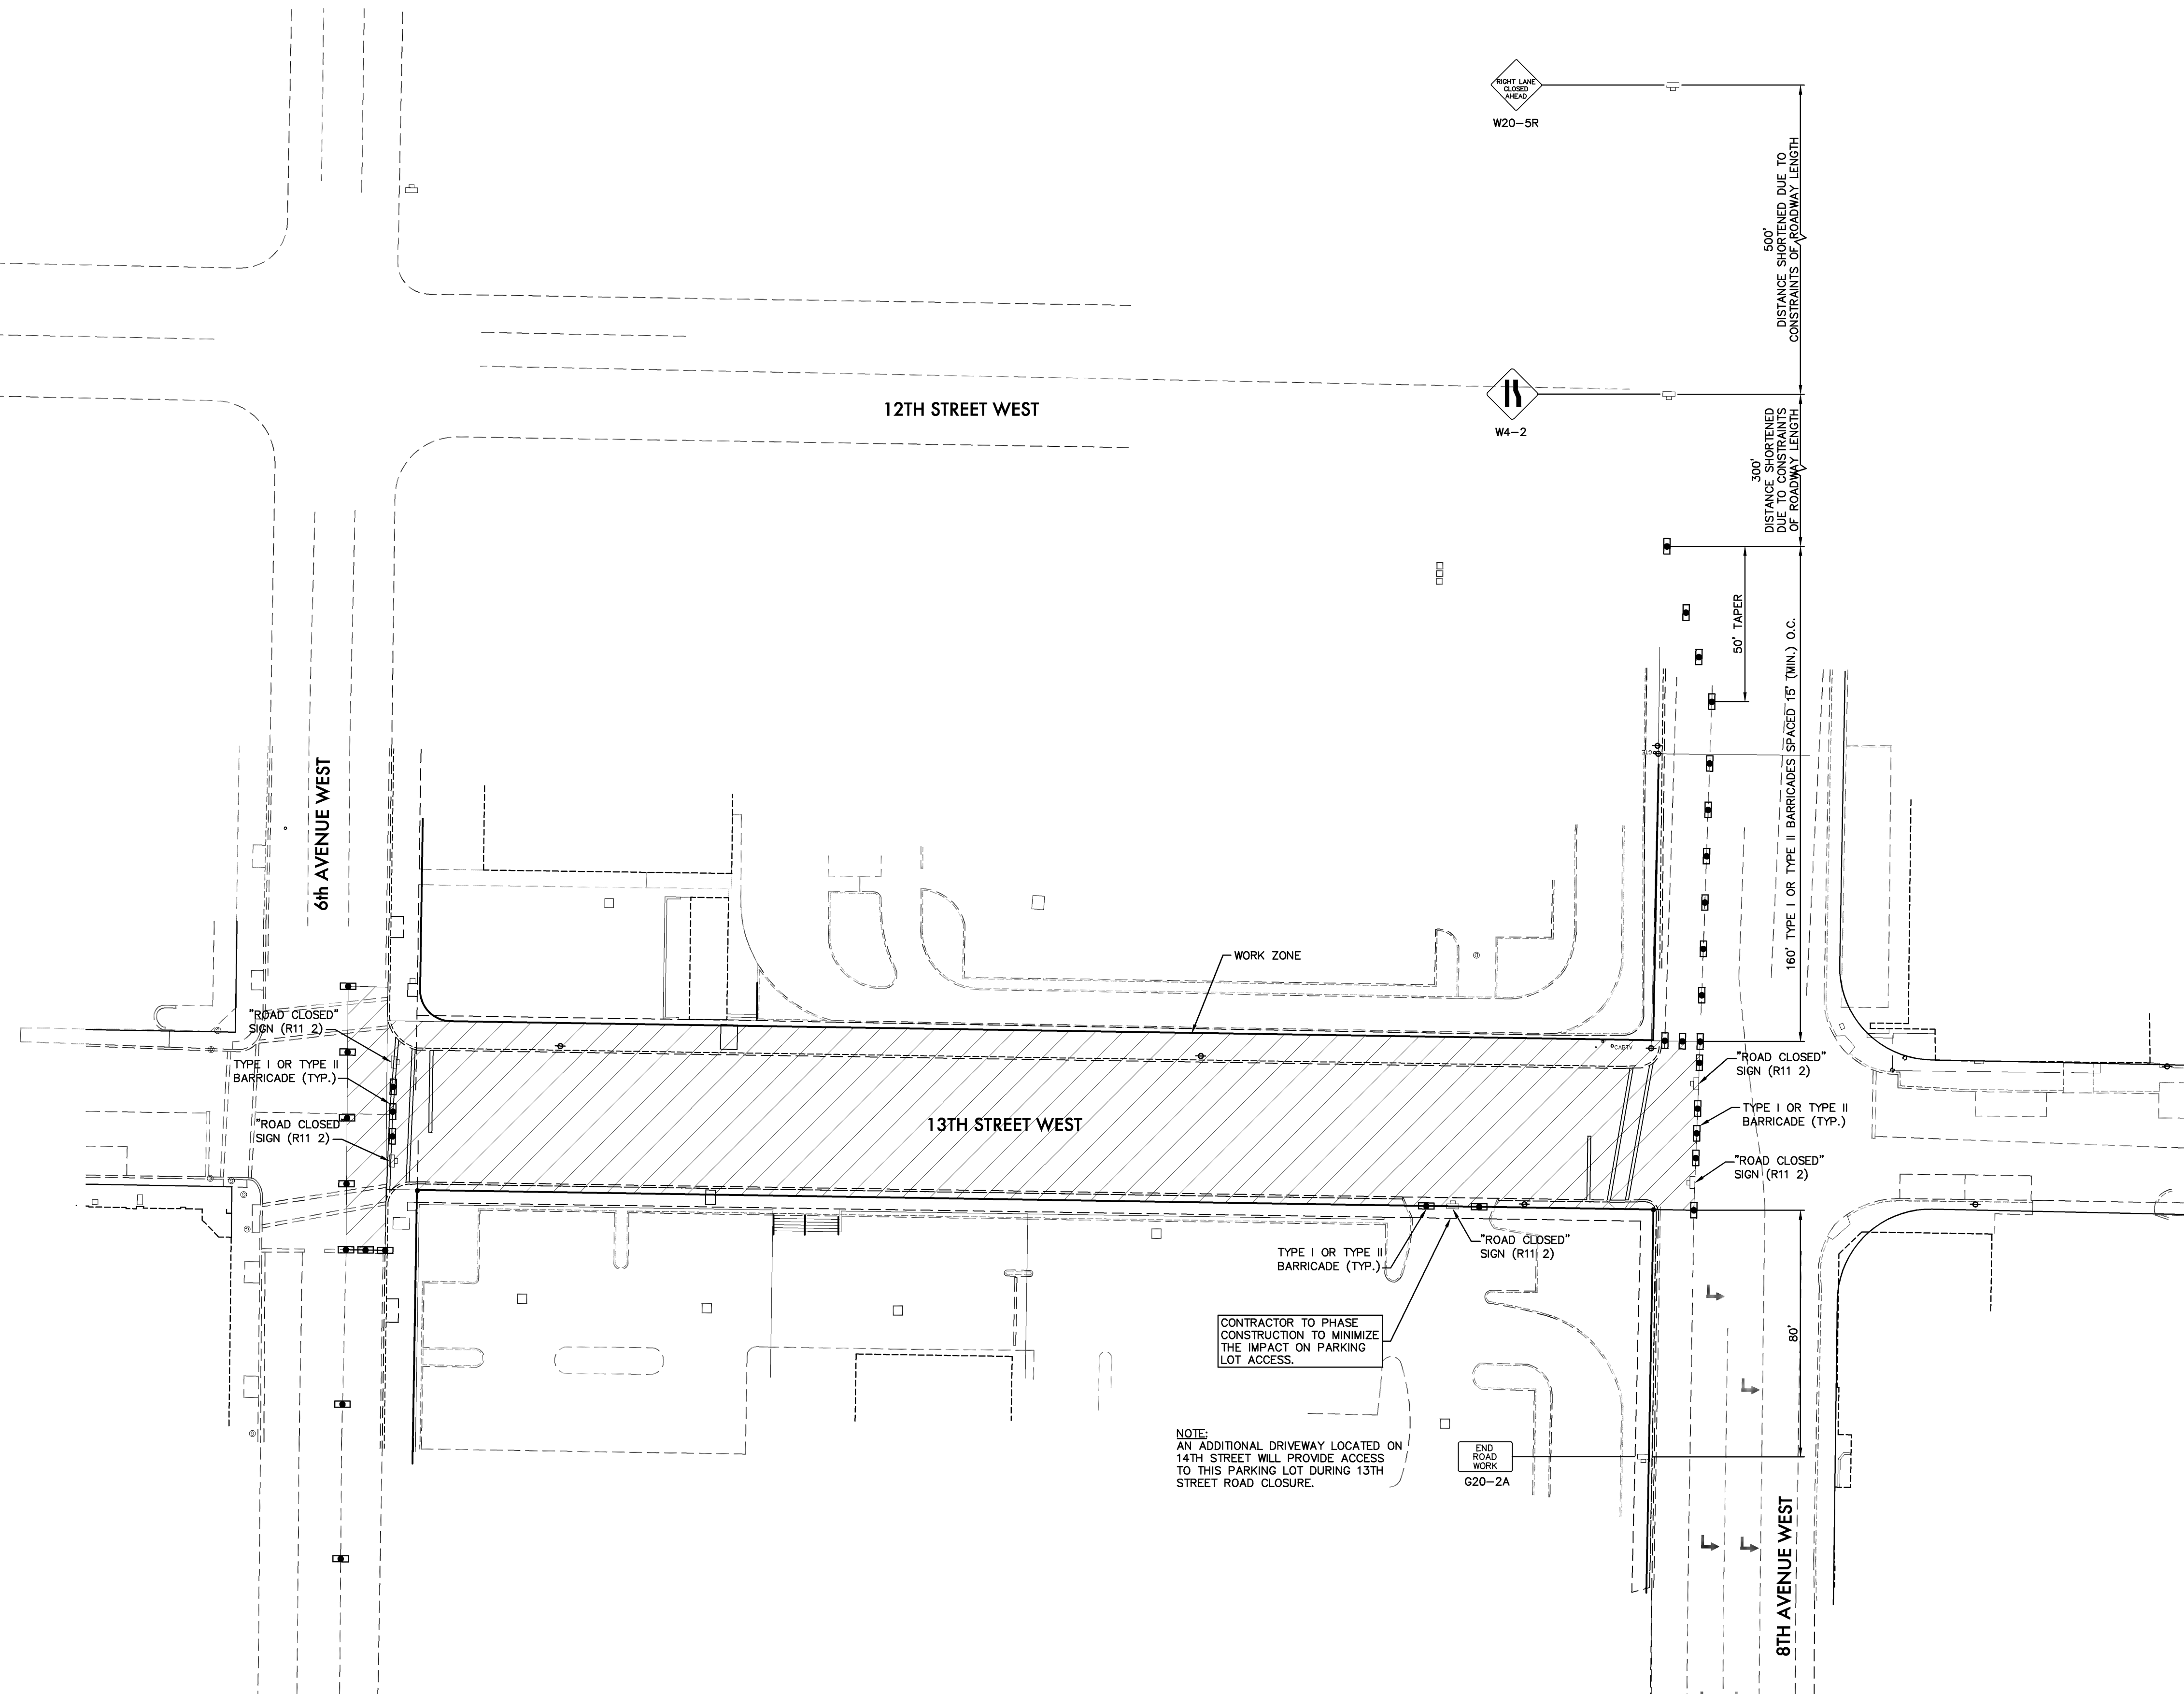 RIGHT LANE
CLOSED
AHEAD
W20-5R
500'
DISTANCE SHORTENED DUE TO
CONSTRAINTS OF ROADWAY LENGTH
12TH STREET WEST
W4-2
300'
DISTANCE SHORTENED
DUE TO CONSTRAINTS
OF ROADWAY LENGTH
50' TAPER
160' TYPE I OR TYPE II BARRICADES SPACED 15' (MIN.) O.C.
6th AVENUE WEST
WORK ZONE
"ROAD CLOSED"
SIGN (R11 2)
TYPE I OR TYPE II
BARRICADE (TYP.)
"ROAD CLOSED
SIGN (R11 2)
13TH STREET WEST
CABTV
"ROAD CLOSED"
SIGN (R11 2)
TYPE I OR TYPE II
BARRICADE (TYP.)
"ROAD CLOSED"
SIGN (R11 2)
TYPE I OR TYPE II
BARRICADE (TYP.)
"ROAD CLOSED"
SIGN (R11 2)
CONTRACTOR TO PHASE
CONSTRUCTION TO MINIMIZE
THE IMPACT ON PARKING
LOT ACCESS.
80'
NOTE:
AN ADDITIONAL DRIVEWAY LOCATED ON
14TH STREET WILL PROVIDE ACCESS
TO THIS PARKING LOT DURING 13TH
STREET ROAD CLOSURE.
END
ROAD
WORK
G20-2A
8TH AVENUE WEST